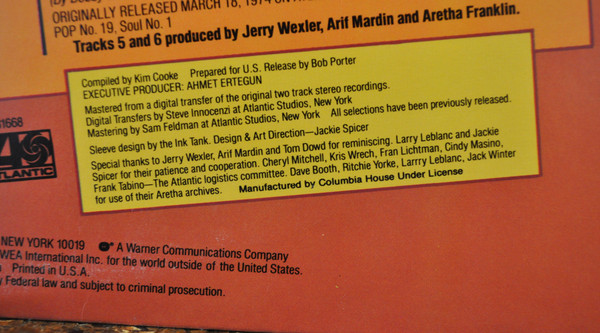 (By Bobby
ORIGINALLY RELEASED MARCH 18, 1974 ON
POP No. 19, Soul No. 1
Tracks 5 and 6 produced by Jerry Wexler, Arif Mardin and Aretha Franklin.
Compiled by Kim Cooke Prepared for U.S. Release by Bob Porter
EXECUTIVE PRODUCER: AHMET ERTEGUN
Mastered from a digital transfer of the original two track stereo recordings.
Digital Transfers by Steve Innocenzi at Atlantic Studios, New York
Mastering by Sam Feldman at Atlantic Studios, New York All selections have been previously released.
Sleeve design by the Ink Tank. Design & Art Direction—Jackie Spicer
Special thanks to Jerry Wexler, Arif Mardin and Tom Dowd for reminiscing. Larry Leblanc and Jackie
Spicer for their patience and cooperation. Cheryl Mitchell, Kris Wrech, Fran Lichtman, Cindy Masino,
Frank Tabino—The Atlantic logistics committee. Dave Booth, Ritchie Yorke, Larrry Leblanc, Jack Winter
for use of their Aretha archives. Manufactured by Columbia House Under License
1668
ATLANTIC
NEW YORK 10019 A Warner Communications Company
WEA International Inc. for the world outside of the United States.
Printed in U.S.A.
Federal law and subject to criminal prosecution.